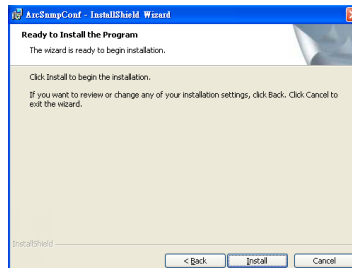 ArcSnmpConf - InstallShield Wizard
Ready to Install the Program
The wizard is ready to begin installation.
Click Install to begin the installation.
If you want to review or change any of your installation settings, click Back. Click Cancel to
exit the wizard.
InstallShield
< Back Install Cancel